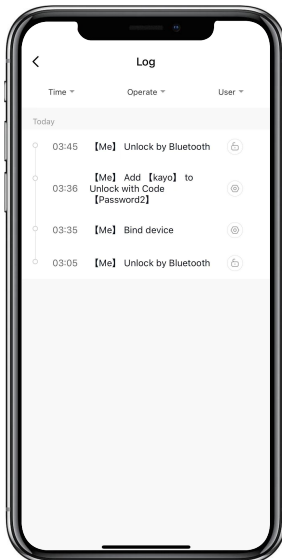 Log
Time Operate User
Today
03:45 【Me】 Unlock by Bluetooth
03:36 【Me】 Add 【kayo】 to
Unlock with Code
【Password2】
03:35 【Me】 Bind device
03:05 【Me】 Unlock by Bluetooth